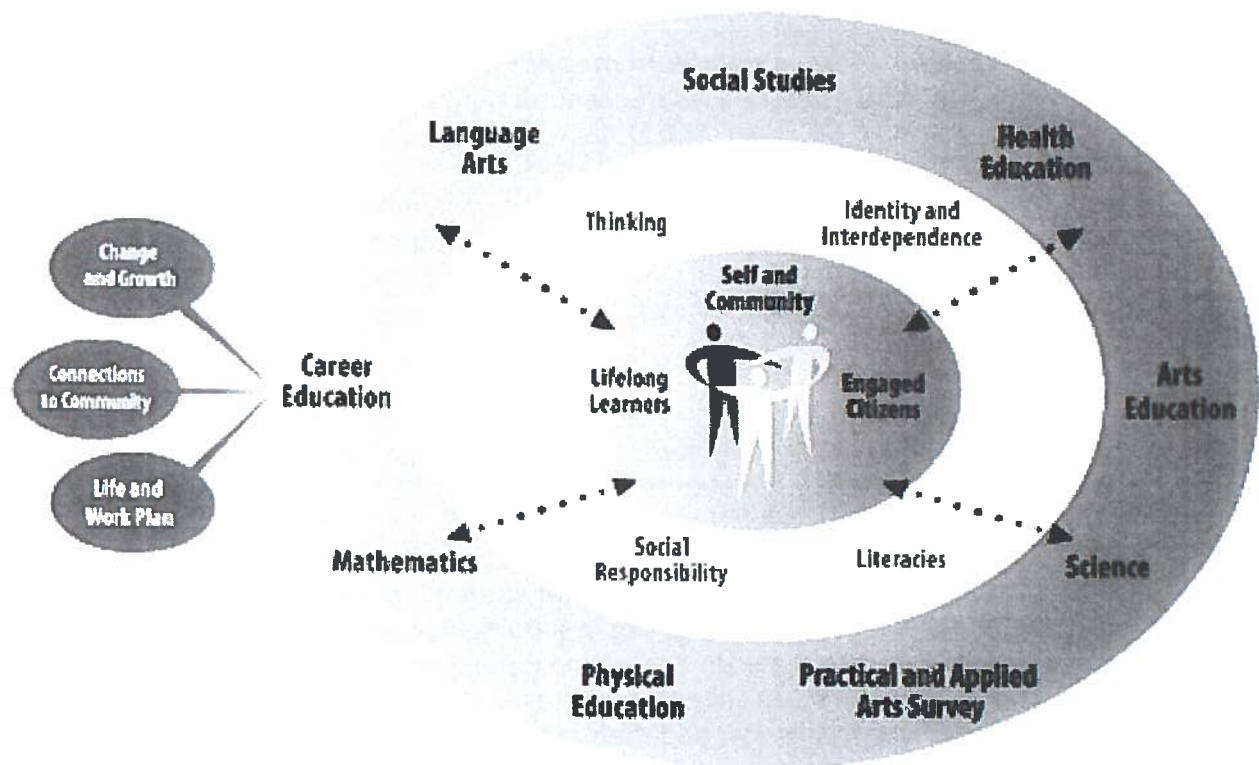 Social Studies
Language
Arts
Health
Education
Thinking
Identity and
Interdependence
Change
and Growth
Self and
Community
Connections
to Community
Career
Education
Lifelong
Learners
Engaged
Citizens
Arts
Education
Life and
Work Plan
Mathematics
Social
Responsibility
Literacies
Science
Physical
Education
Practical and Applied
Arts Survey